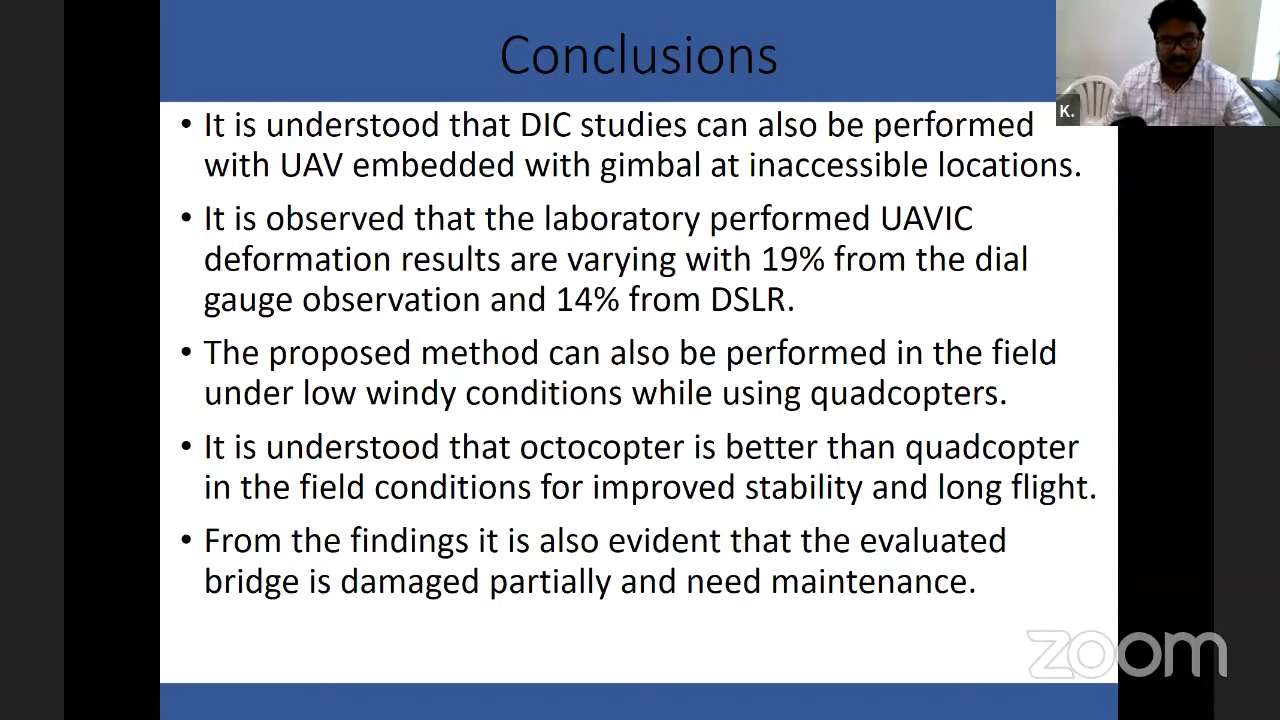 Conclusions
K.
• It is understood that DIC studies can also be performed
with UAV embedded with gimbal at inaccessible locations.
• It is observed that the laboratory performed UAVIC
deformation results are varying with 19% from the dial
gauge observation and 14% from DSLR.
• The proposed method can also be performed in the field
under low windy conditions while using quadcopters.
• It is understood that octocopter is better than quadcopter
in the field conditions for improved stability and long flight.
• From the findings it is also evident that the evaluated
bridge is damaged partially and need maintenance.
zoom